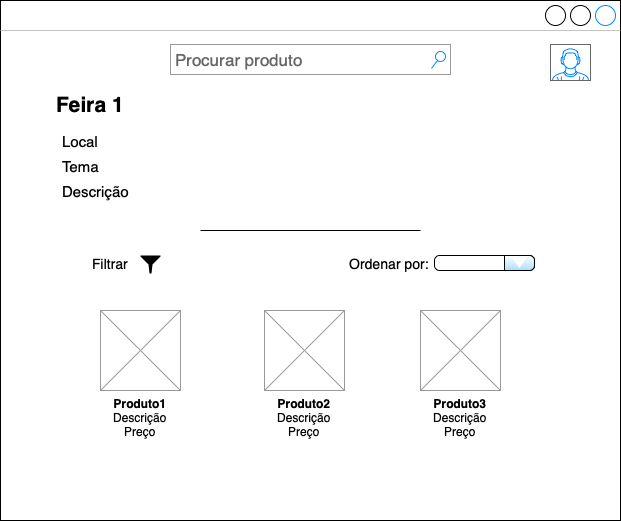 Procurar produto
Feira 1
Local
Tema
Descrição
Filtrar
Ordenar por:
Produto1
Descrição
Preço
Produto2
Descrição
Preço
Produto3
Descrição
Preço